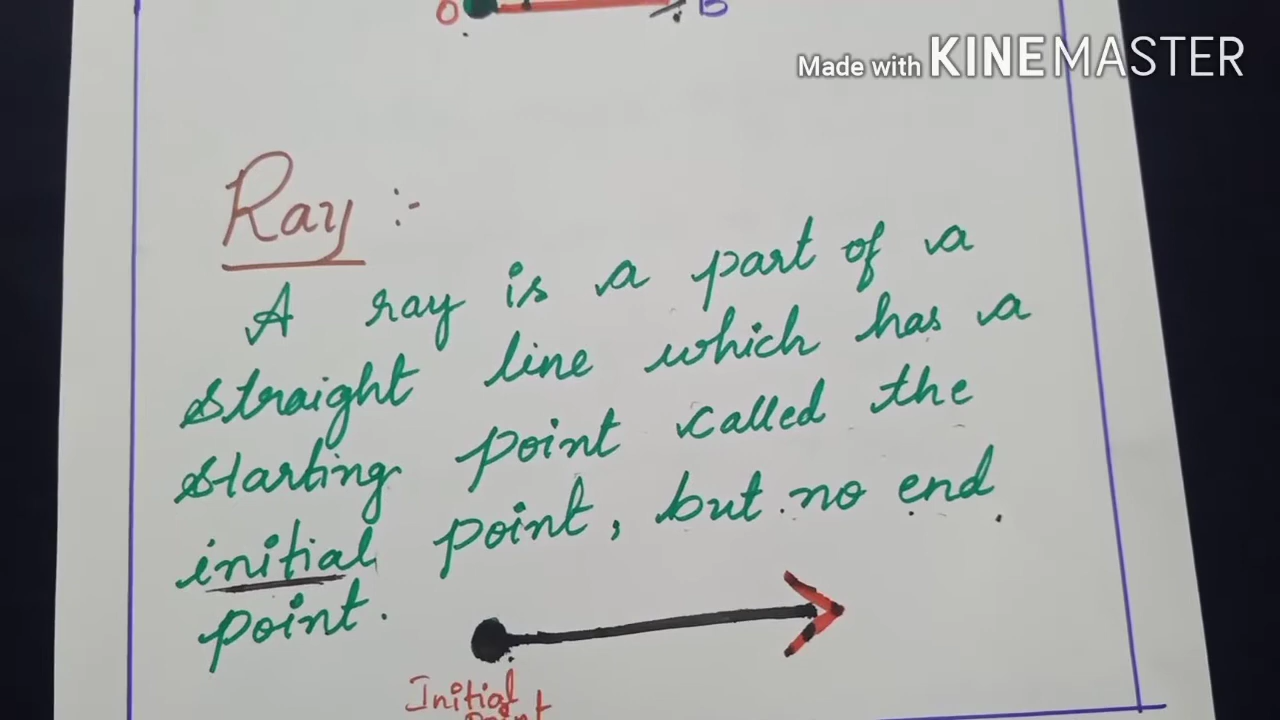 O B
Made with KINEMASTER
Ray :-
A ray is a part of a
straight line which has a
starting point called the
initial point, but no end
point.
Initial
Point